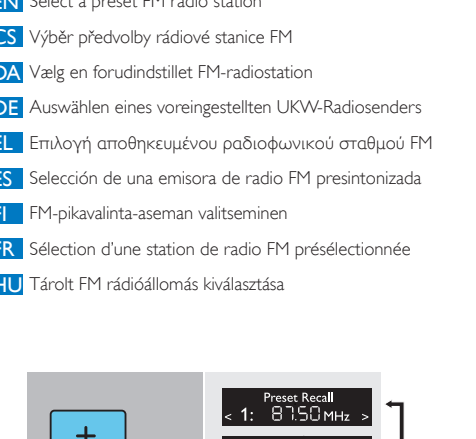 EN Select a preset FM radio station
CS Výběr předvolby rádiové stanice FM
DA Vælg en forudindstillet FM-radiostation
DE Auswählen eines voreingestellten UKW-Radiosenders
EL Επιλογή αποθηκευμένου ραδιοφωνικού σταθμού FM
ES Selección de una emisora de radio FM presintonizada
FI FM-pikavalinta-aseman valitseminen
FR Sélection d'une station de radio FM présélectionnée
HU Tárolt FM rádióállomás kiválasztása
Preset Recall
< 1: 87.50 MHz >
+